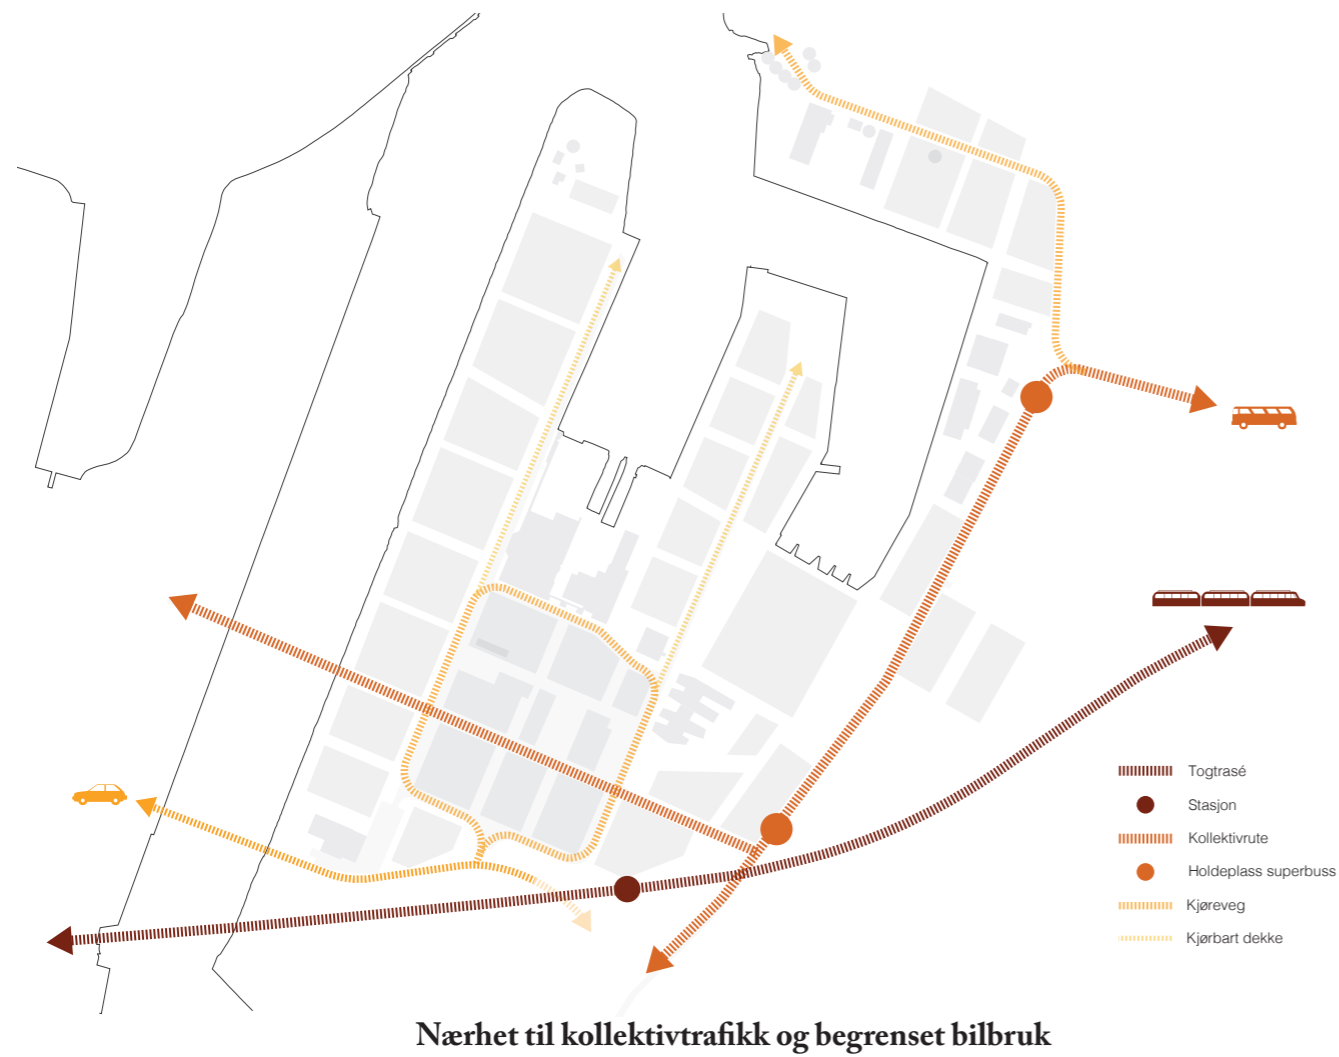 Togtrasé
Stasjon
Kollektivrute
Holdeplass superbuss
Kjøreveg
Kjørbart dekke
Nærhet til kollektivtrafikk og begrenset bilbruk